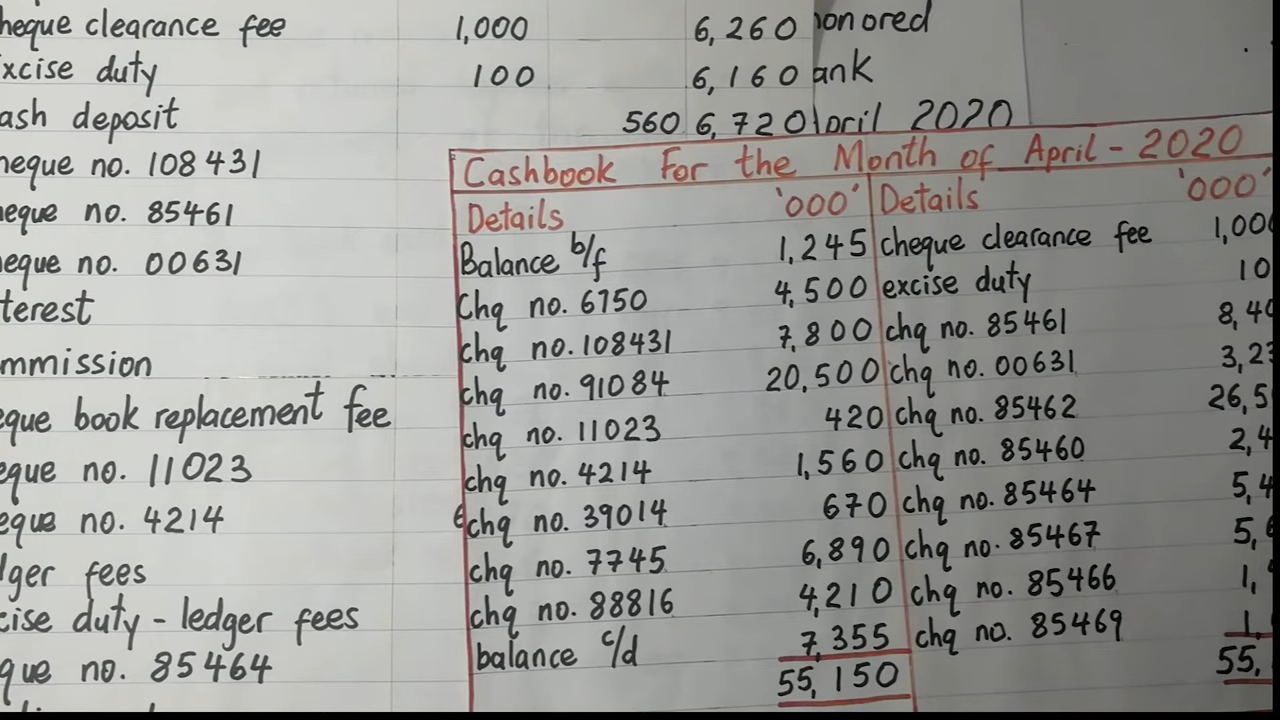 heque clearance fee 1,000 6,260 onored
xcise duty 100 6,160 ank
ash deposit 560 6,720 pril 2020
heque no. 108431
eque no. 85461
eque no. 00631
terest
mmission
eque book replacement fee
eque no. 11023
eque no. 4214
lger fees
cise duty - ledger fees
que no. 85464
Cashbook For the Month of April - 2020
Details '000' Details '000'
Balance b/f 1,245 cheque clearance fee 1,000
Chq no. 6750 4,500 excise duty 10
chq no. 108431 7,800 chq no. 85461 8,40
chq no. 91084 20,500 chq no. 00631 3,23
chq no. 11023 420 chq no. 85462 26,5
chq no. 4214 1,560 chq no. 85460 2,4
chq no. 39014 670 chq no. 85464 5,4
chq no. 7745 6,890 chq no. 85467 5,
chq no. 88816 4,210 chq no. 85466 1,
balance c/d 7,355 chq no. 85469 1,
55,150 55,